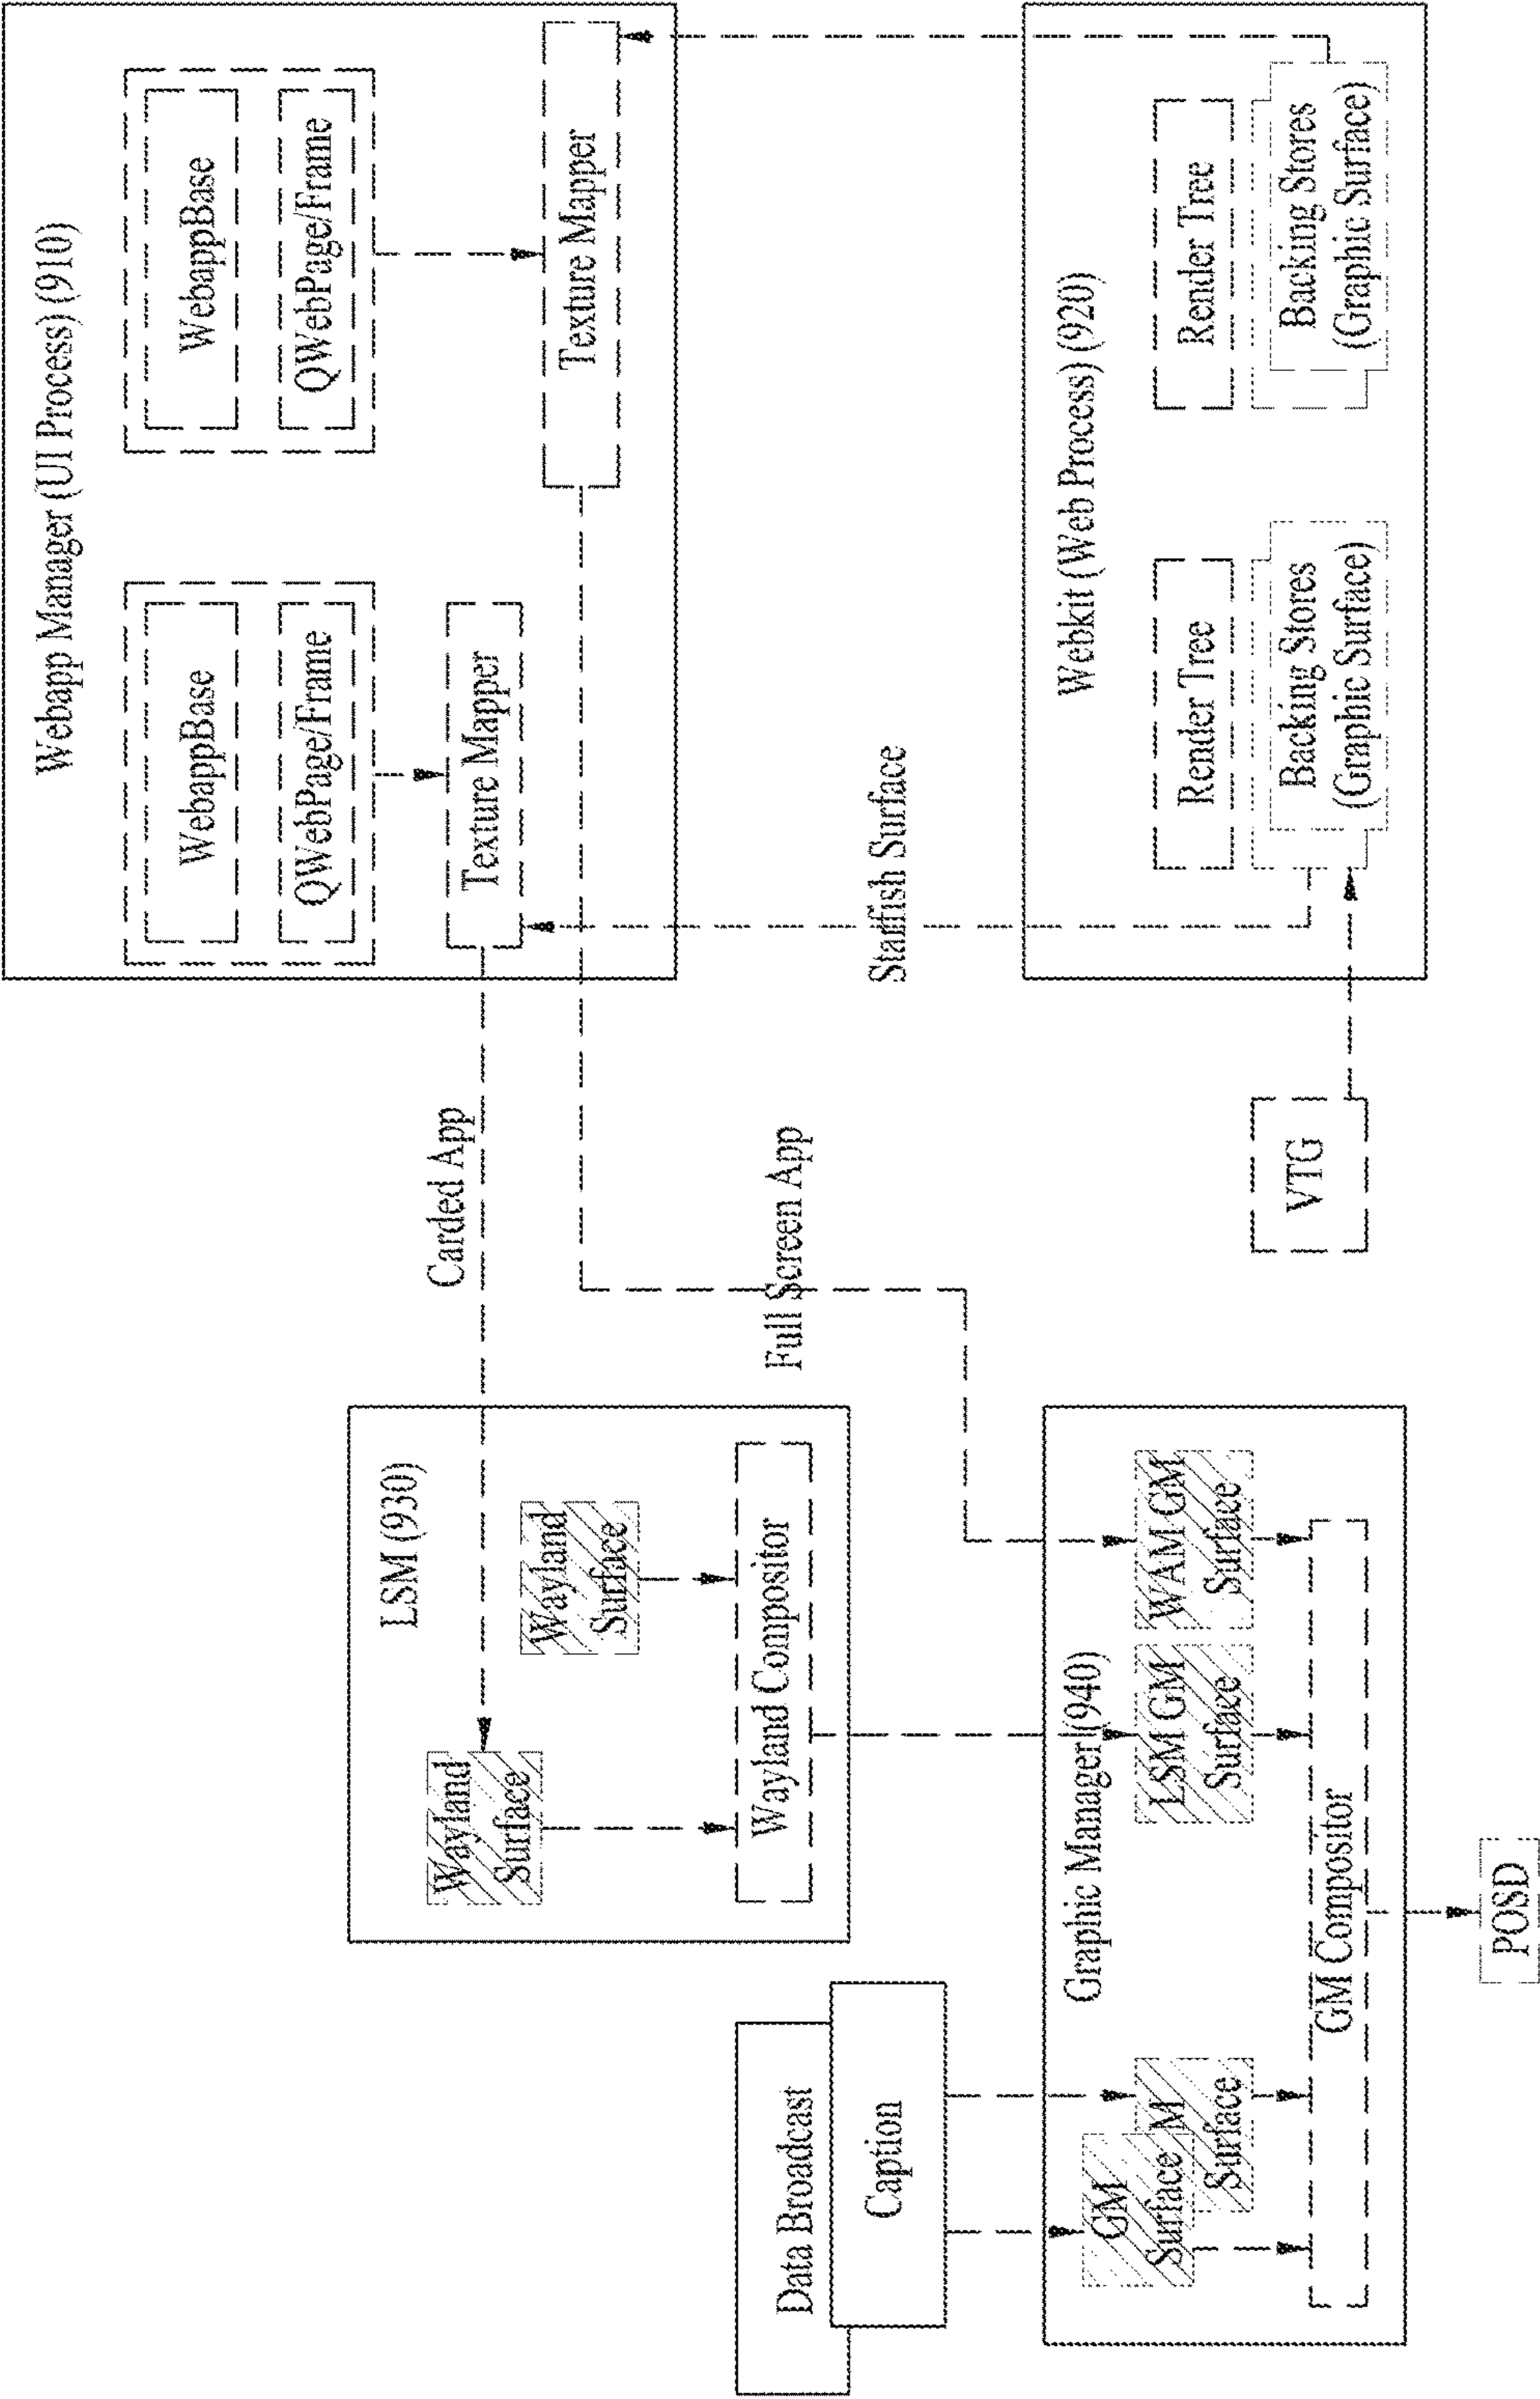 Webapp Manager (UI Process) (910)
WebappBase
WebappBase
QWebPage/Frame
QWebPage/Frame
Texture Mapper
Texture Mapper
Carded App
Full Screen App
LSM (930)
Wayland
Surface
Wayland
Surface
Wayland Compositor
Data Broadcast
Caption
Starfish Surface
Graphic Manager (940)
GM
Surface
M
Surface
LSM GM
Surface
WAM GM
Surface
GM Compositor
POSD
VTG
Webkit (Web Process) (920)
Render Tree
Render Tree
Backing Stores
(Graphic Surface)
Backing Stores
(Graphic Surface)